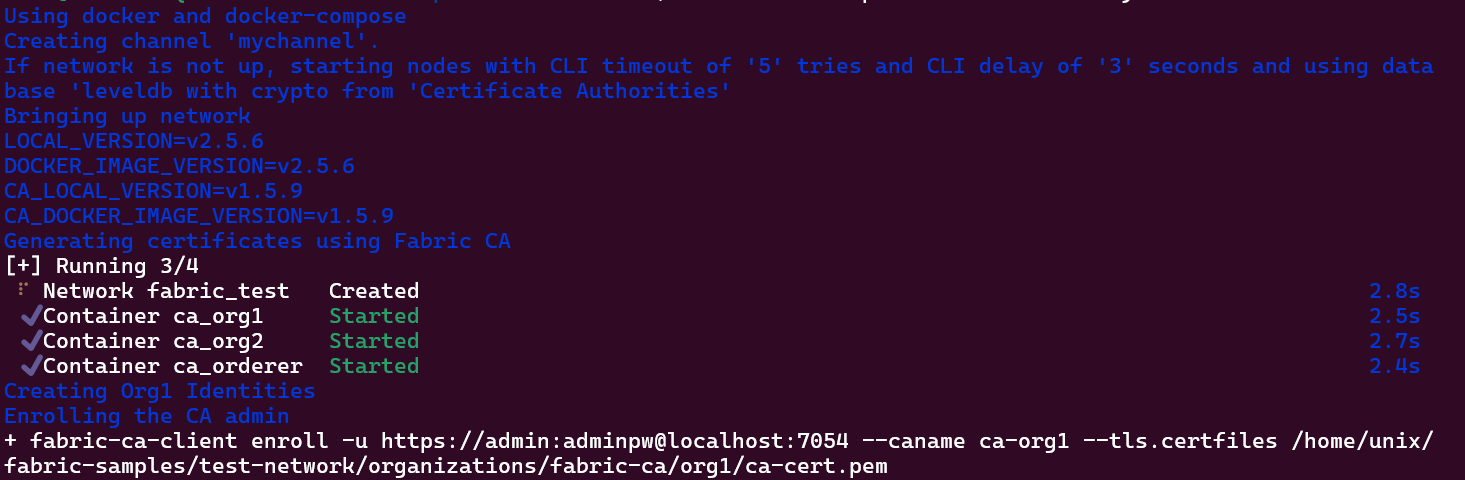 Using docker and docker-compose
Creating channel 'mychannel'.
If network is not up, starting nodes with CLI timeout of '5' tries and CLI delay of '3' seconds and using data
base 'leveldb with crypto from 'Certificate Authorities'
Bringing up network
LOCAL_VERSION=v2.5.6
DOCKER_IMAGE_VERSION=v2.5.6
CA_LOCAL_VERSION=v1.5.9
CA_DOCKER_IMAGE_VERSION=v1.5.9
Generating certificates using Fabric CA
[+] Running 3/4
⠏ Network fabric_test Created 2.8s
✔Container ca_org1 Started 2.5s
✔Container ca_org2 Started 2.7s
✔Container ca_orderer Started 2.4s
Creating Org1 Identities
Enrolling the CA admin
+ fabric-ca-client enroll -u https://admin:adminpw@localhost:7054 --caname ca-org1 --tls.certfiles /home/unix/
fabric-samples/test-network/organizations/fabric-ca/org1/ca-cert.pem